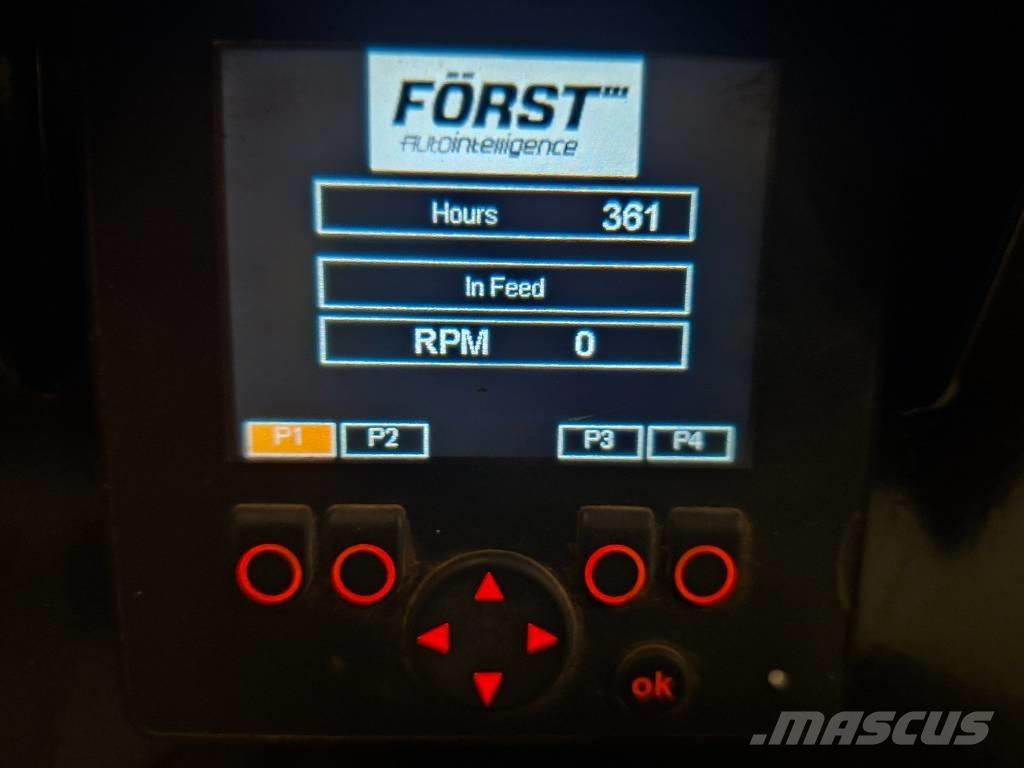 FÖRST
Autointelligence
Hours 361
In Feed
RPM 0
P1 P2 P3 P4
ok
.MASCUS